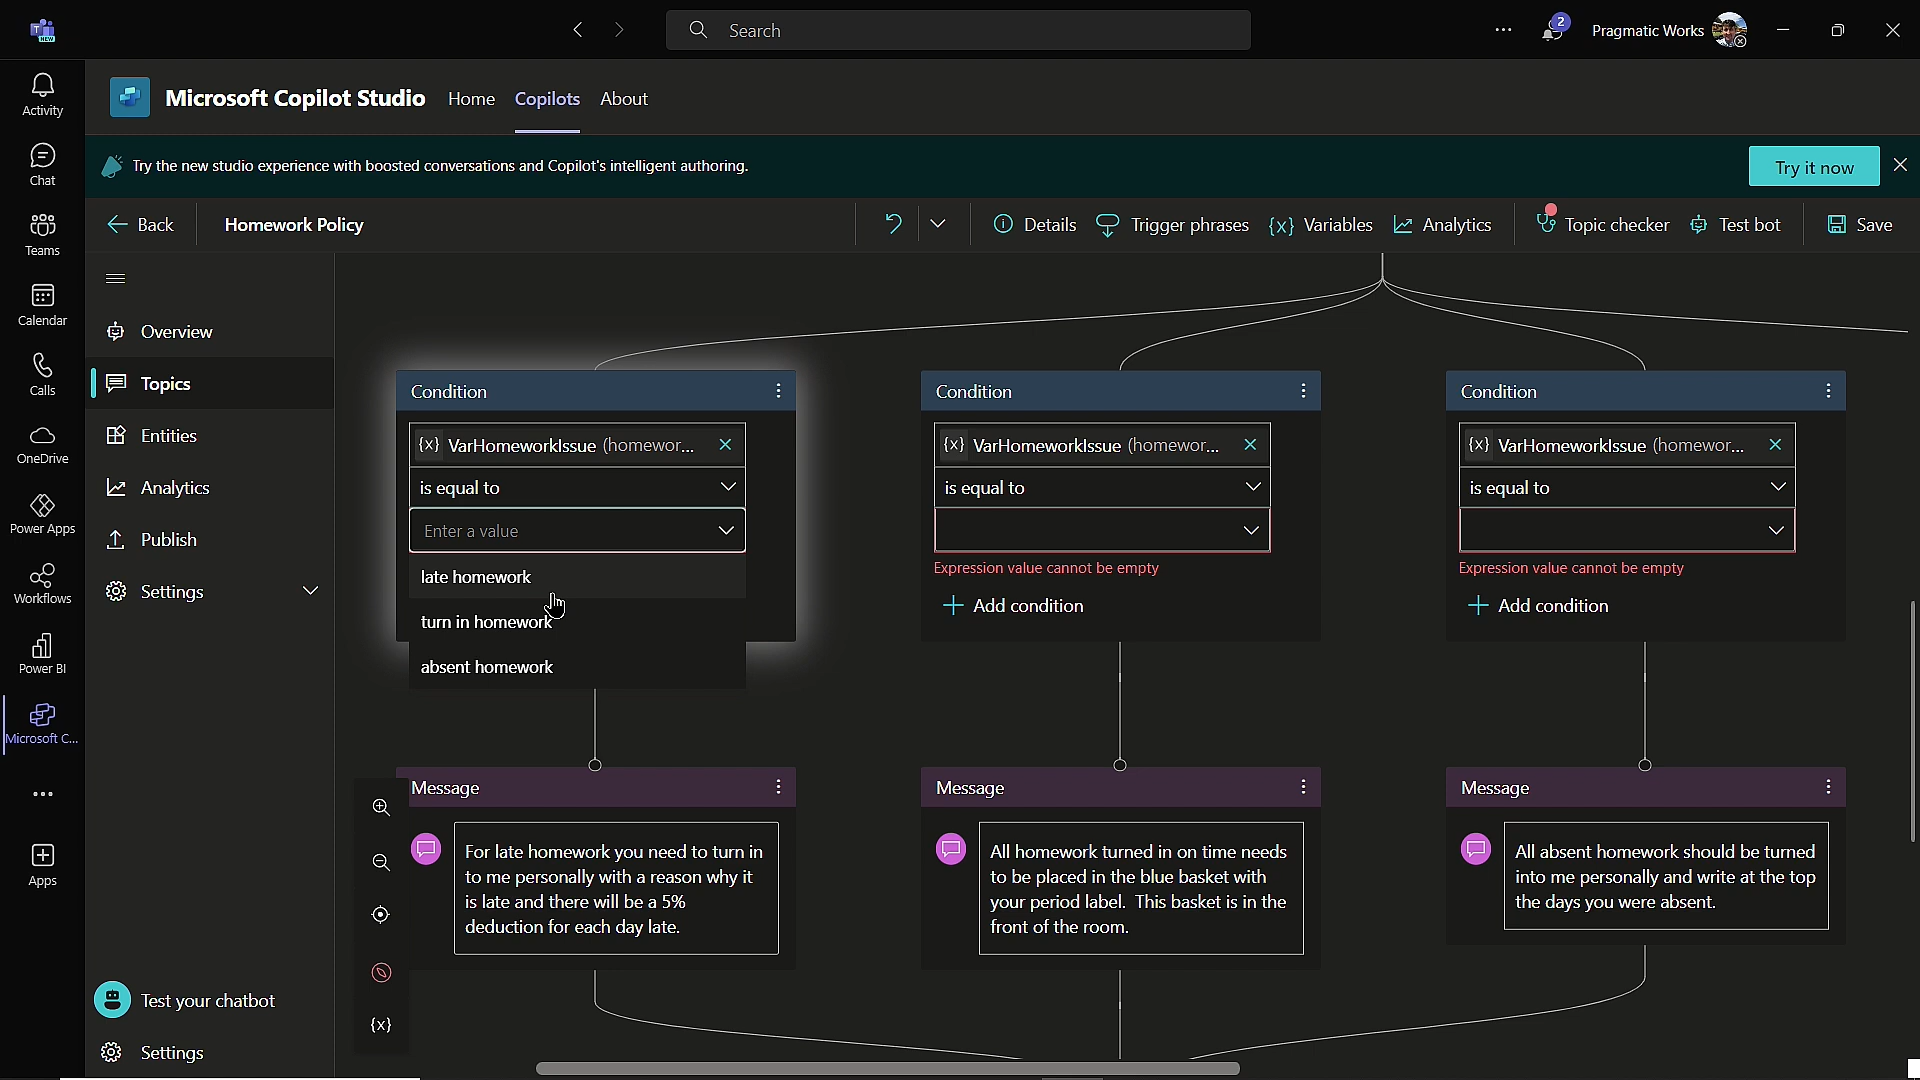 Search
2
Pragmatic Works
Activity
Chat
Teams
Calendar
Calls
OneDrive
Power Apps
Workflows
Power BI
Microsoft C...
Apps
Microsoft Copilot Studio
Home
Copilots
About
Try the new studio experience with boosted conversations and Copilot's intelligent authoring.
Try it now
Back
Homework Policy
Details
Trigger phrases
{x} Variables
Analytics
Topic checker
Test bot
Save
Overview
Topics
Entities
Analytics
Publish
Settings
Test your chatbot
Settings
Condition
{x} VarHomeworkIssue (homewor...
is equal to
Enter a value
late homework
turn in homework
absent homework
Condition
{x} VarHomeworkIssue (homewor...
is equal to
Expression value cannot be empty
Add condition
Condition
{x} VarHomeworkIssue (homewor...
is equal to
Expression value cannot be empty
Add condition
Message
For late homework you need to turn in
to me personally with a reason why it
is late and there will be a 5%
deduction for each day late.
Message
All homework turned in on time needs
to be placed in the blue basket with
your period label. This basket is in the
front of the room.
Message
All absent homework should be turned
into me personally and write at the top
the days you were absent.
{x}